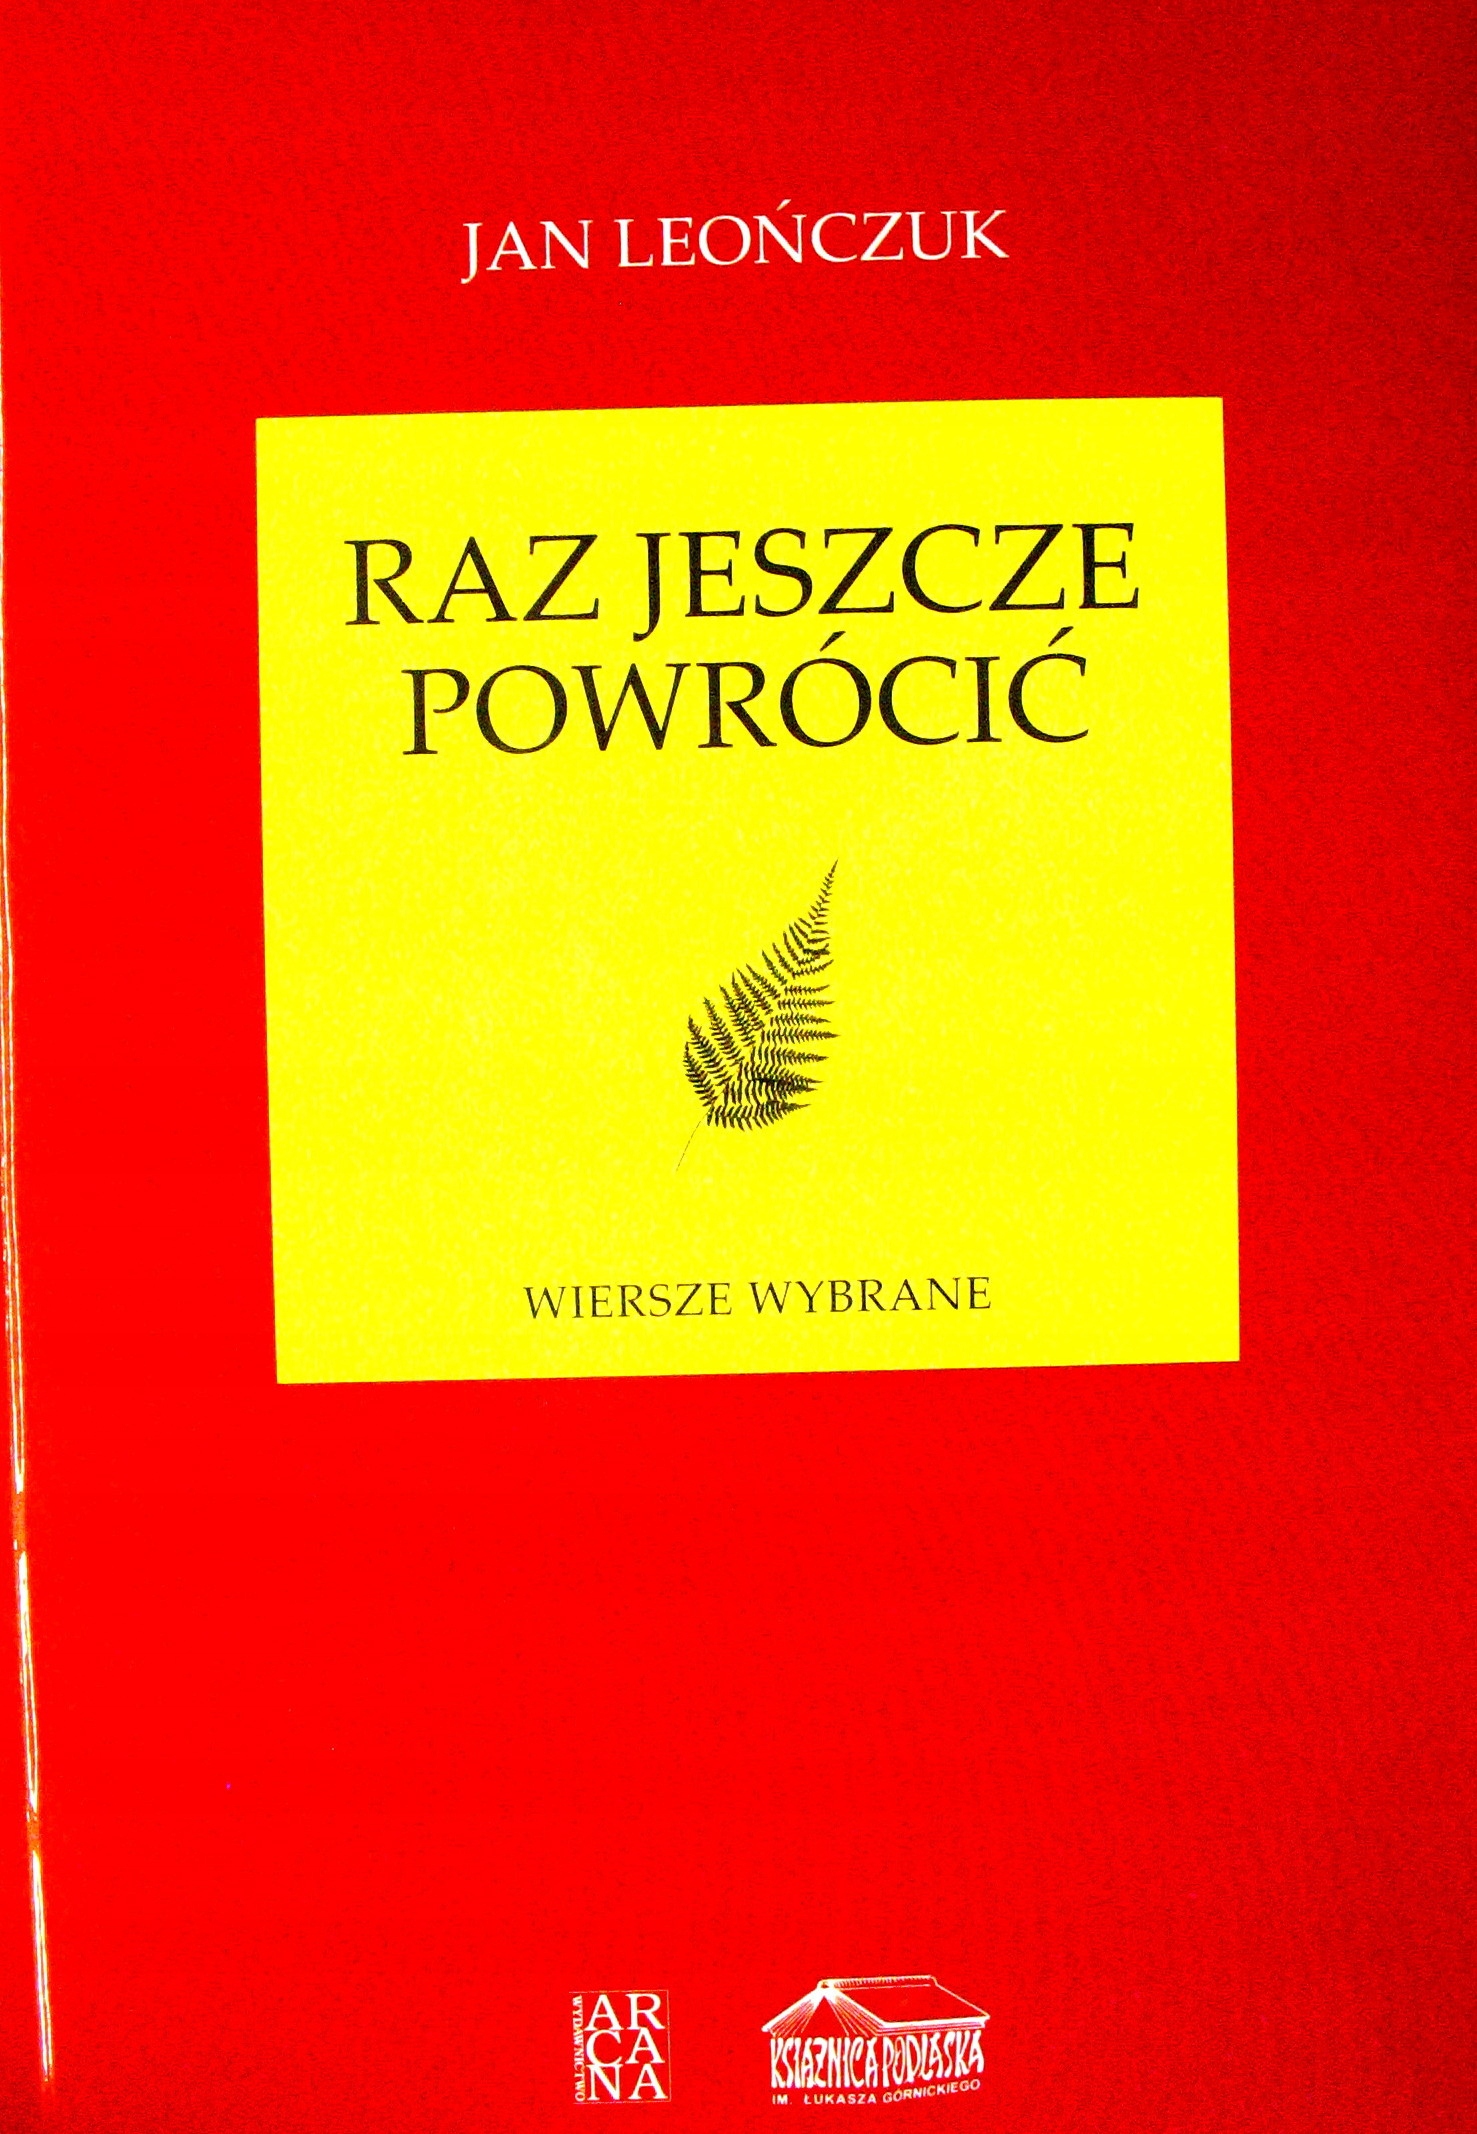 JAN LEOŃCZUK
RAZ JESZCZE
POWRÓCIĆ
WIERSZE WYBRANE
WYDAWNICTWO
AR
CA
NA
KSIĄŻNICA PODLASKA
IM. ŁUKASZA GÓRNICKIEGO